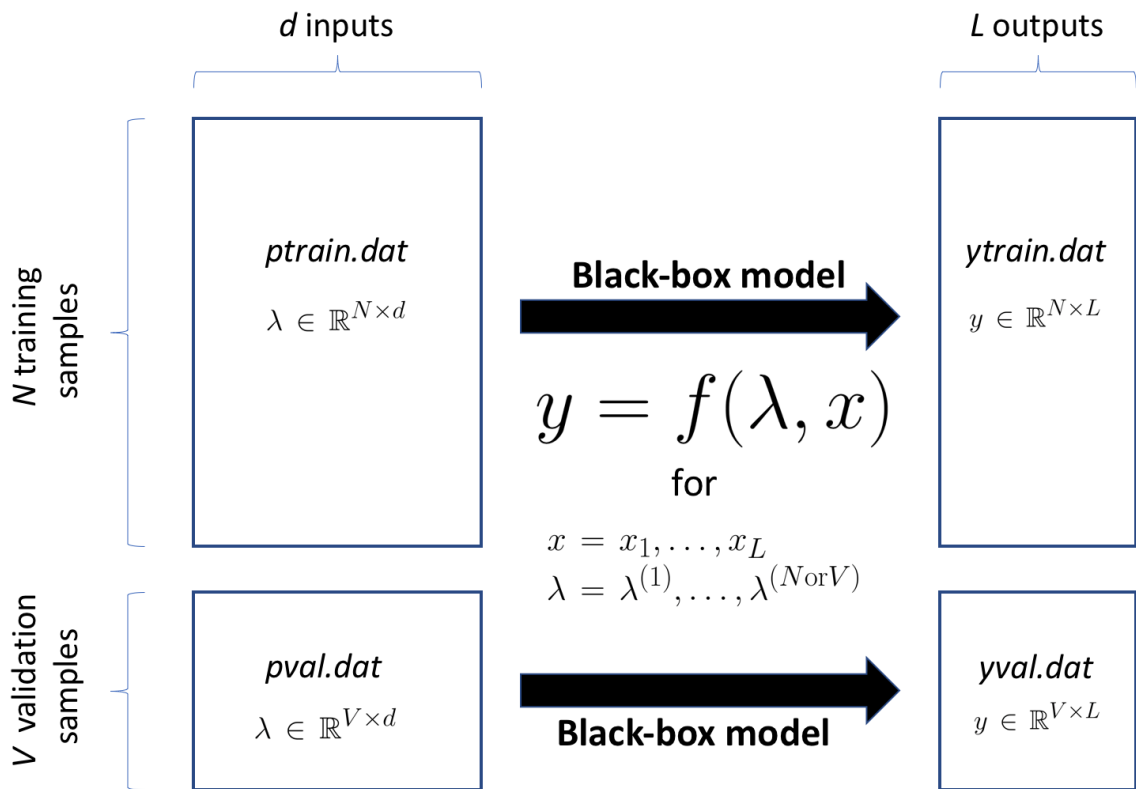 d inputs
L outputs
N training
samples
ptrain.dat
λ ∈ ℝ^{N×d}
Black-box model
y = f(λ, x)
for
x = x_1, . . . , x_L
λ = λ^{(1)}, . . . , λ^{(NorV)}
ytrain.dat
y ∈ ℝ^{N×L}
V validation
samples
pval.dat
λ ∈ ℝ^{V×d}
Black-box model
yval.dat
y ∈ ℝ^{V×L}